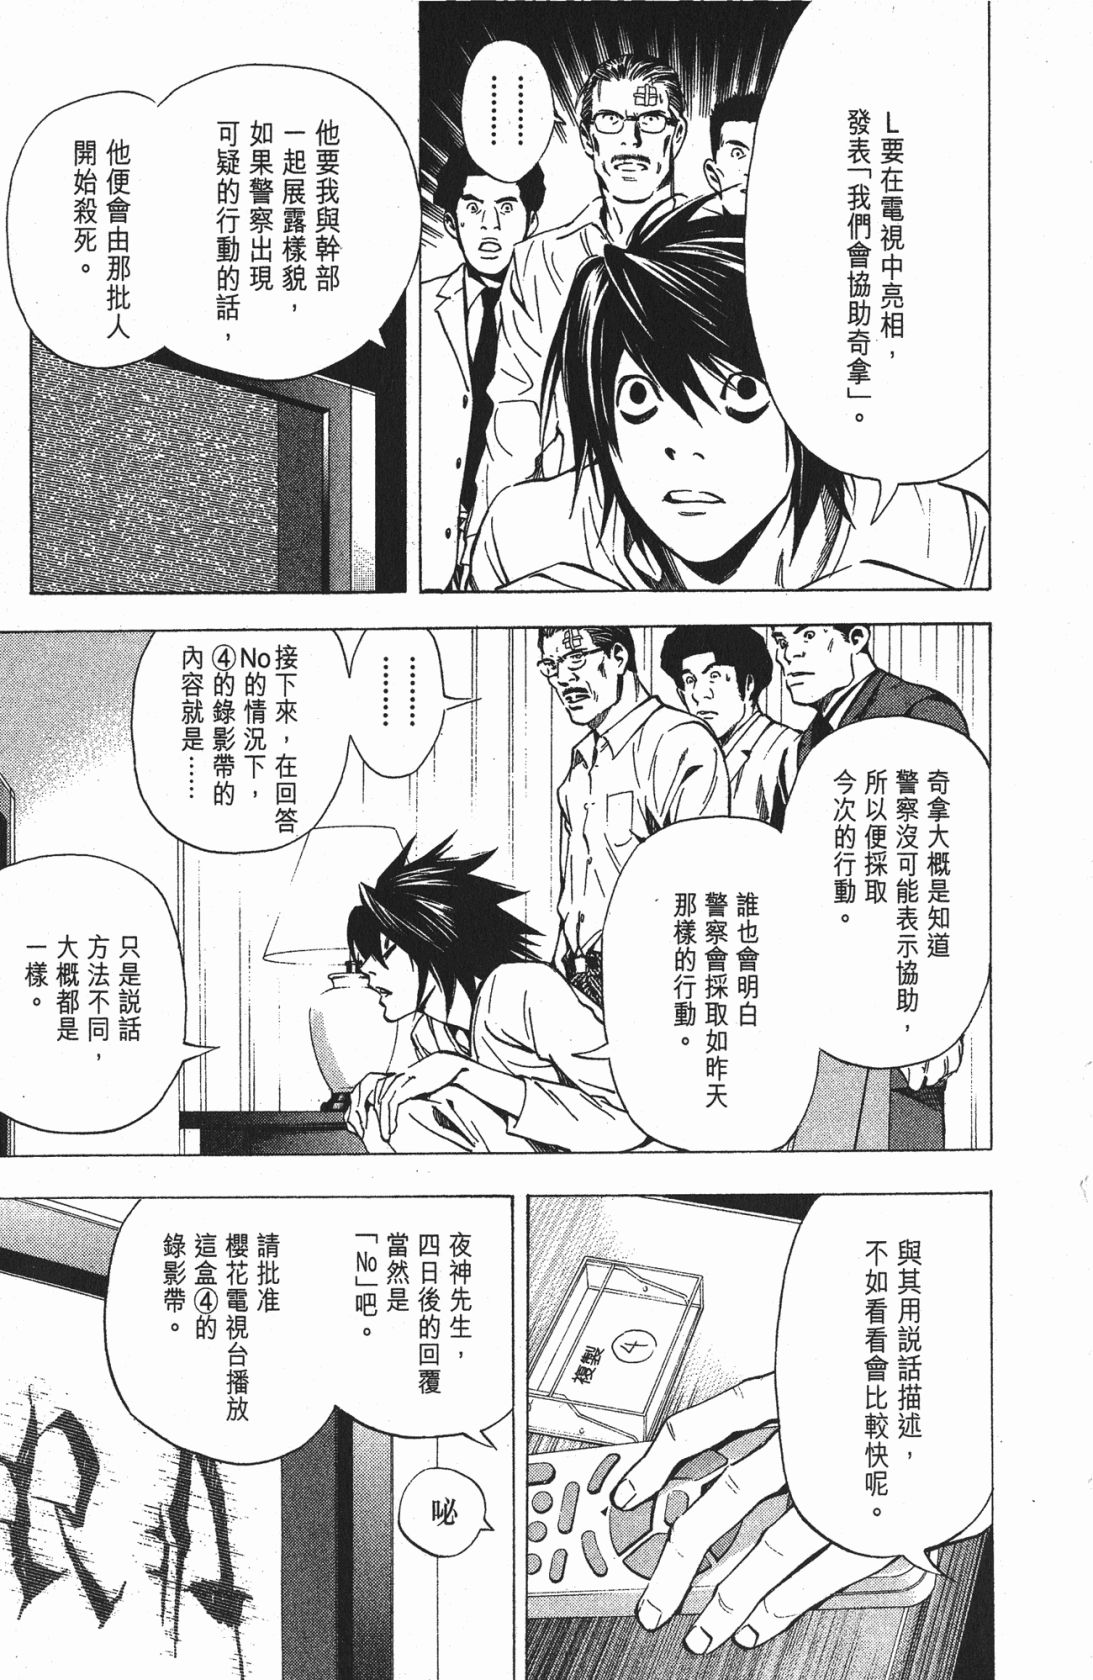 L要在電視中亮相，
發表「我們會協助奇拿」。
⋯⋯⋯⋯
他要我與幹部
一起展露樣貌，
如果警察出現
可疑的行動的話，
他便會由那批人
開始殺死。
奇拿大概是知道
警察沒可能表示協助，
所以便採取
今次的行動。
誰也會明白
警察會採取如昨天
那樣的行動。
⋯⋯⋯⋯
接下來，在回答
No的情況下，
④的錄影帶的
內容就是⋯⋯
只是說話
方法不同，
大概都是
一樣。
與其用說話描述，
不如看看會比較快呢。
複製
④
夜神先生，
四日後的回覆
當然是
「No」吧。
請批准
櫻花電視台播放
這盒④的
錄影帶。
咇
RA